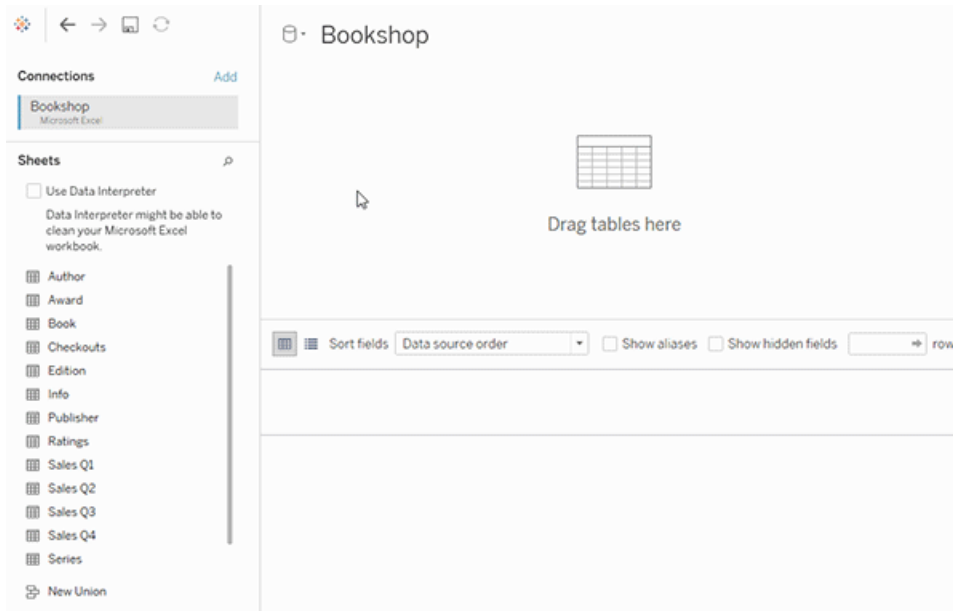 Bookshop
Connections Add
Bookshop
Microsoft Excel
Sheets
Use Data Interpreter
Data Interpreter might be able to
clean your Microsoft Excel
workbook.
Author
Award
Book
Checkouts
Edition
Info
Publisher
Ratings
Sales Q1
Sales Q2
Sales Q3
Sales Q4
Series
New Union
Drag tables here
Sort fields Data source order Show aliases Show hidden fields row